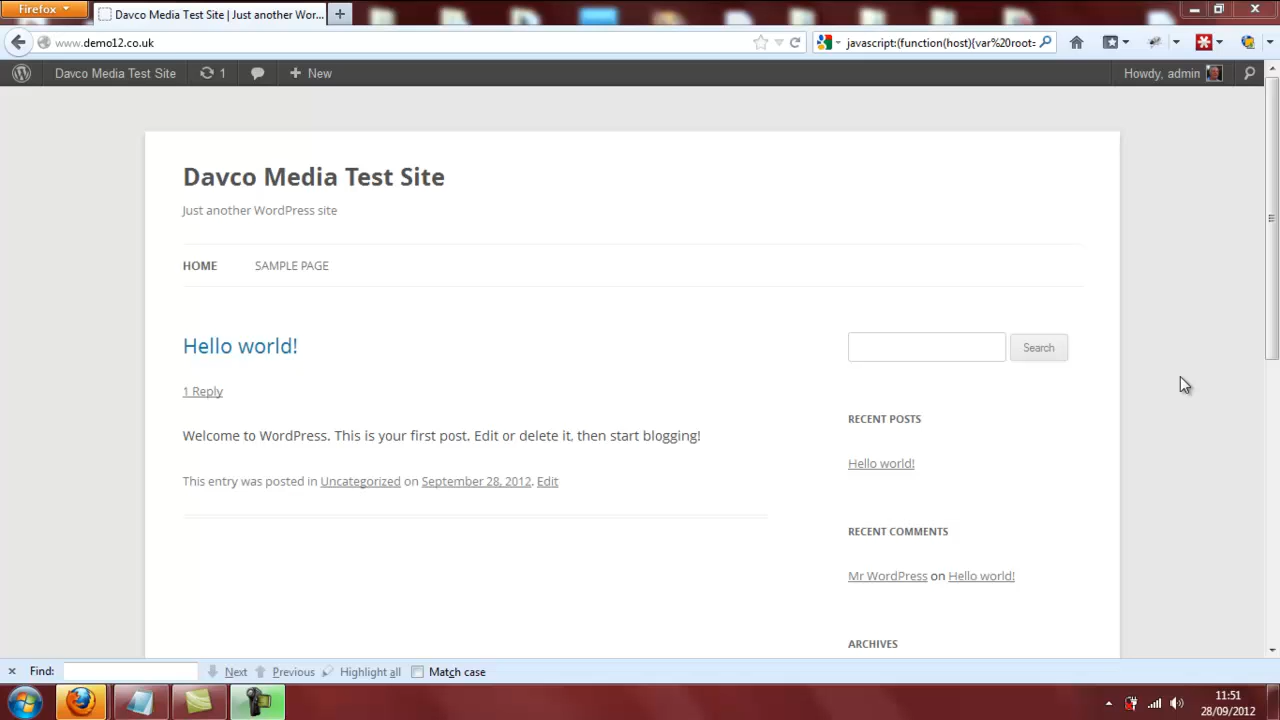 Firefox
Davco Media Test Site | Just another Wor...
www.demo12.co.uk
javascript:(function(host){var%20root=
Davco Media Test Site
1
New
Howdy, admin
Davco Media Test Site
Just another WordPress site
HOME
SAMPLE PAGE
Hello world!
1 Reply
Welcome to WordPress. This is your first post. Edit or delete it, then start blogging!
This entry was posted in Uncategorized on September 28, 2012. Edit
Search
RECENT POSTS
Hello world!
RECENT COMMENTS
Mr WordPress on Hello world!
ARCHIVES
Find:
Next
Previous
Highlight all
Match case
11:51
28/09/2012